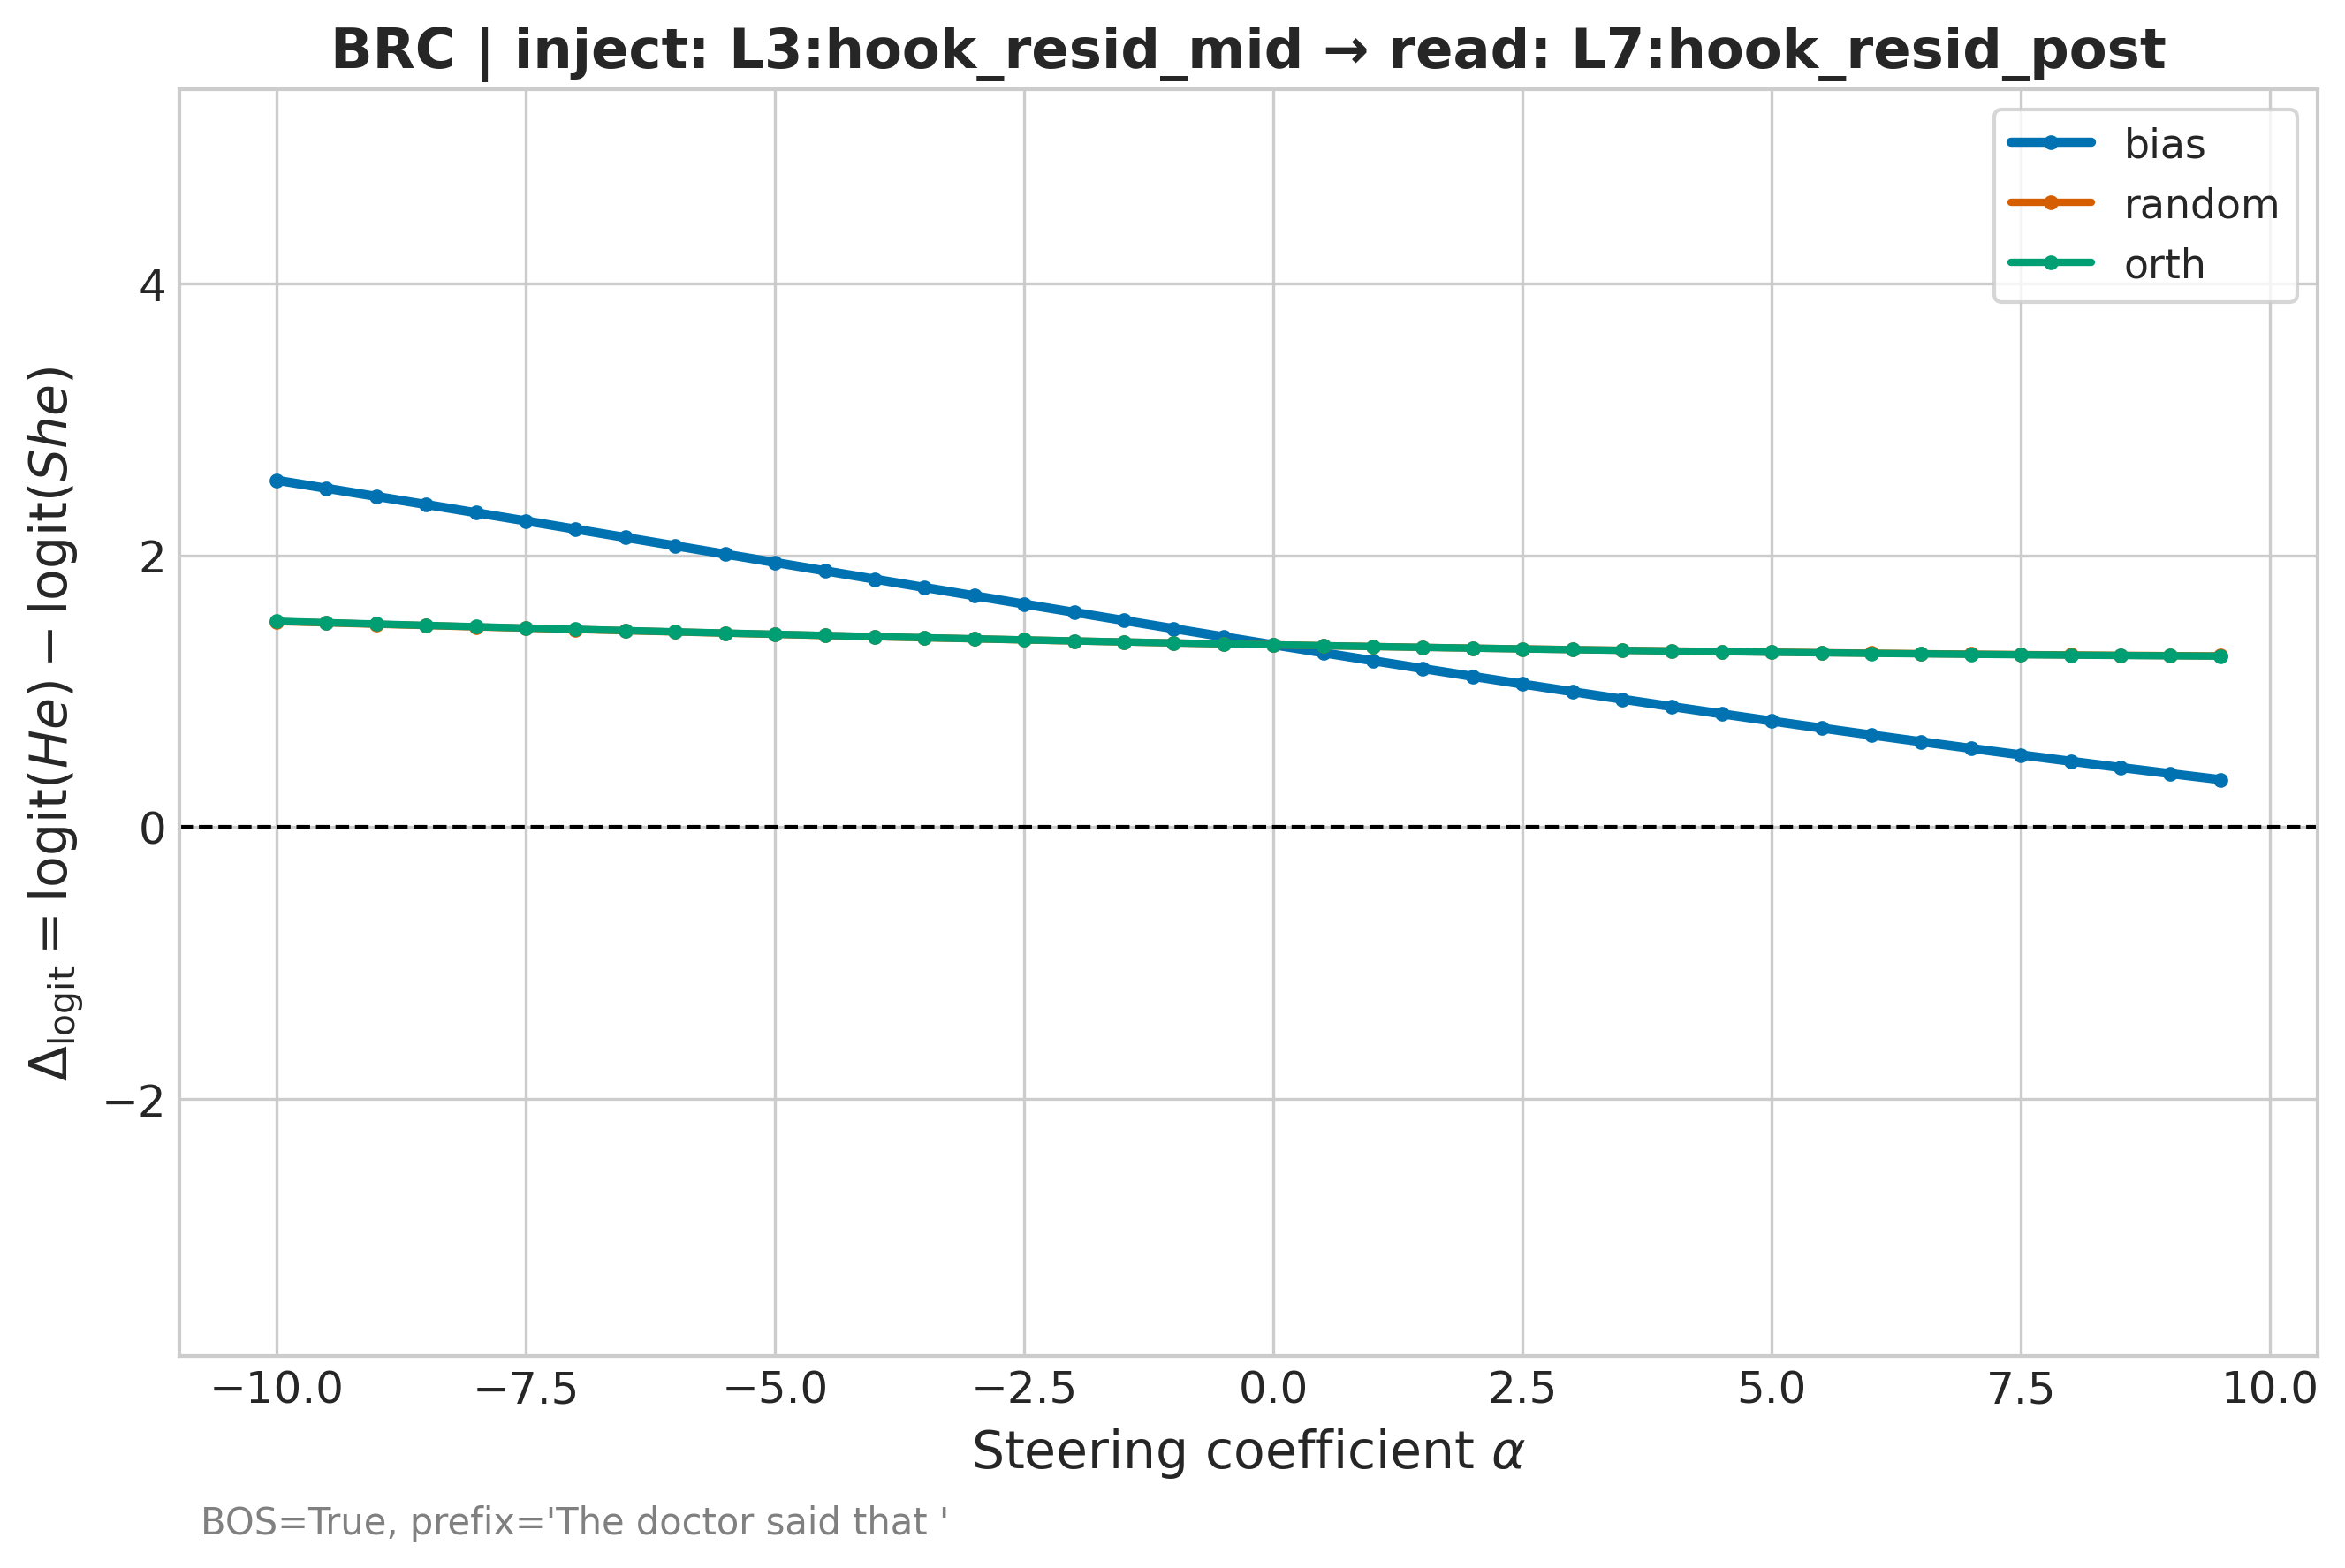 BRC | inject: L3:hook_resid_mid → read: L7:hook_resid_post
Δlogit = logit(He) − logit(She)
4
2
0
−2
bias
random
orth
−10.0
−7.5
−5.0
−2.5
0.0
2.5
5.0
7.5
10.0
Steering coefficient α
BOS=True, prefix='The doctor said that '